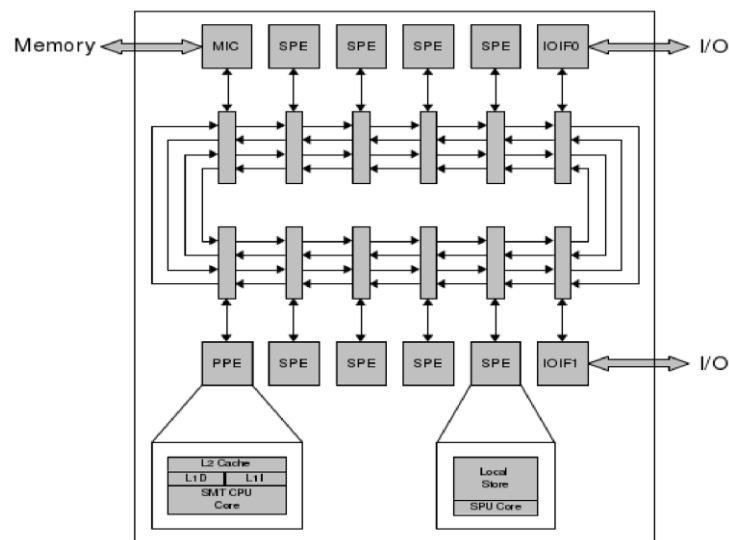 Memory MIC SPE SPE SPE SPE IOIF0 I/O
PPE SPE SPE SPE SPE IOIF1 I/O
L2 Cache
L1D L1I
SMT CPU
Core
Local
Store
SPU Core